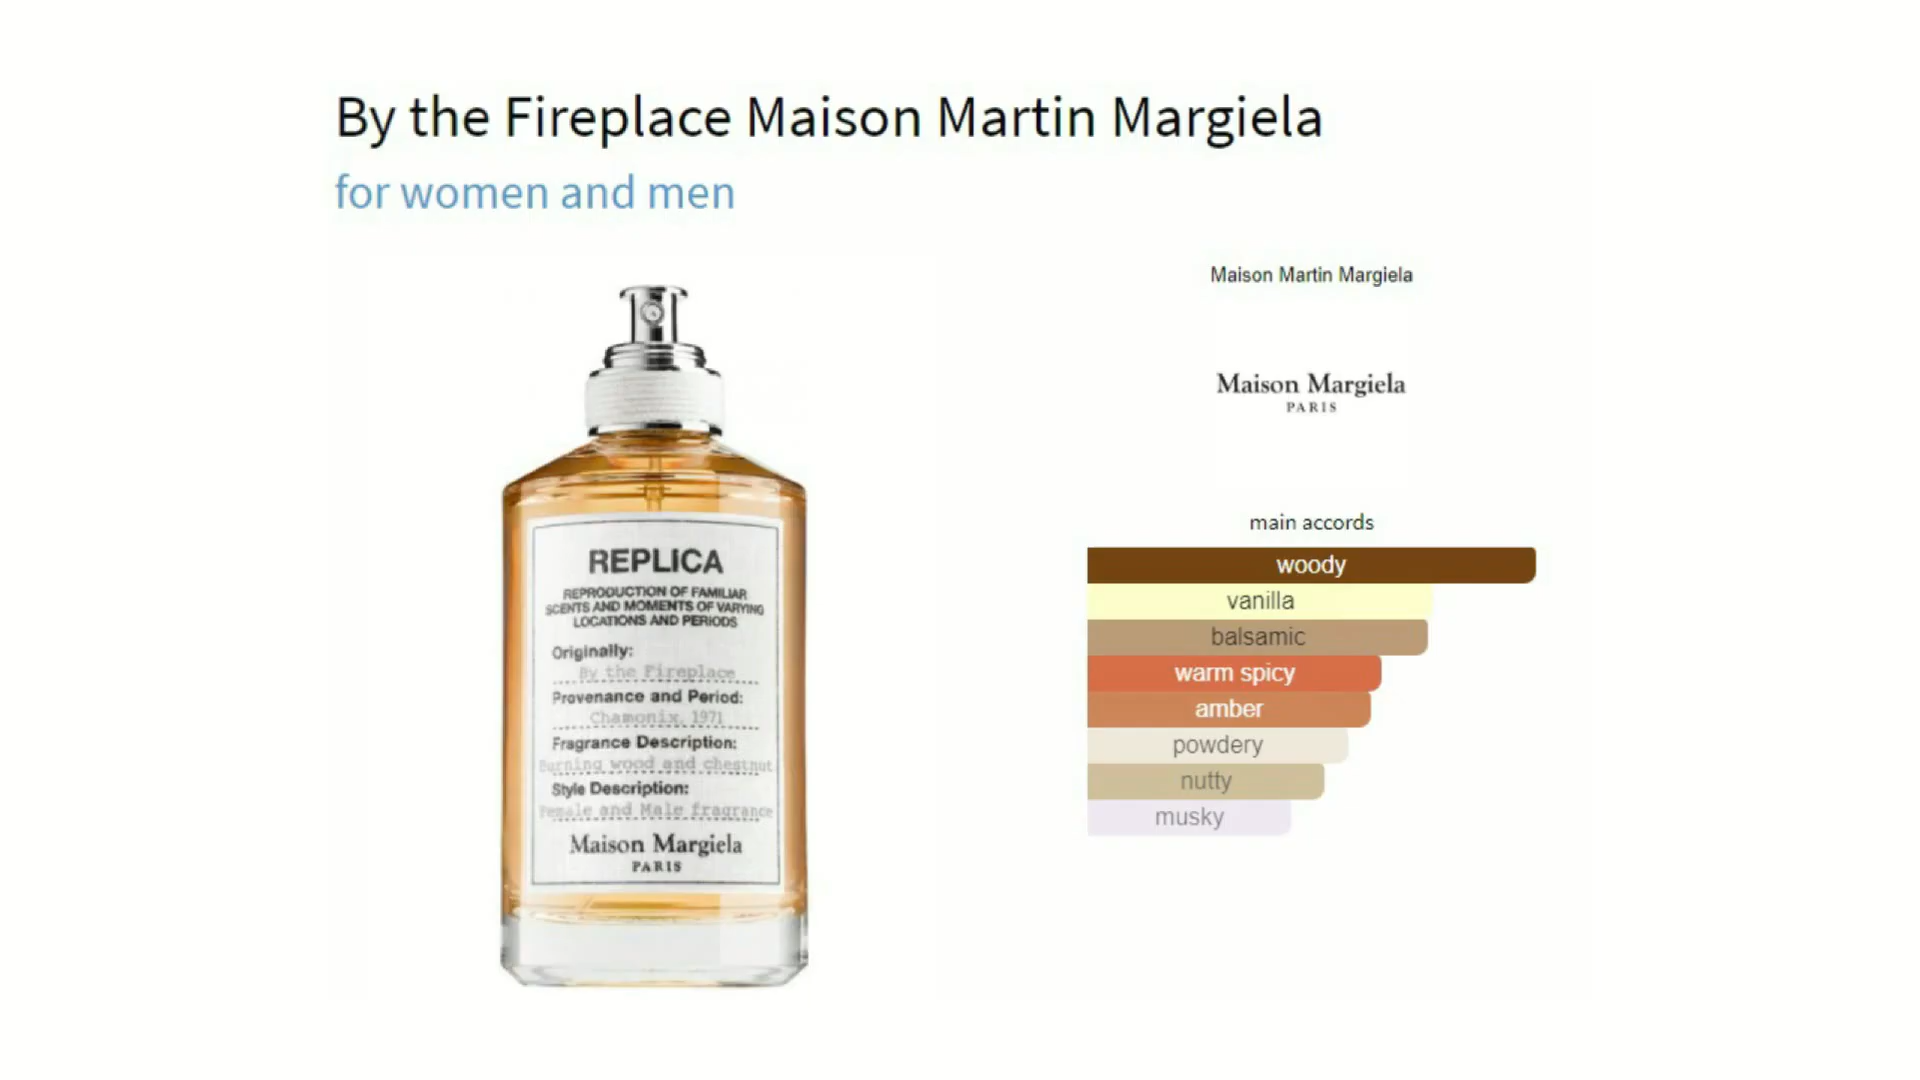 By the Fireplace Maison Martin Margiela
for women and men
REPLICA
REPRODUCTION OF FAMILIAR
SCENTS AND MOMENTS OF VARYING
LOCATIONS AND PERIODS
Originally:
By the Fireplace
Provenance and Period:
Chamonix, 1971
Fragrance Description:
Burning wood and chestnut
Style Description:
Female and Male fragrance
Maison Margiela
PARIS
Maison Martin Margiela
Maison Margiela
PARIS
main accords
woody
vanilla
balsamic
warm spicy
amber
powdery
nutty
musky